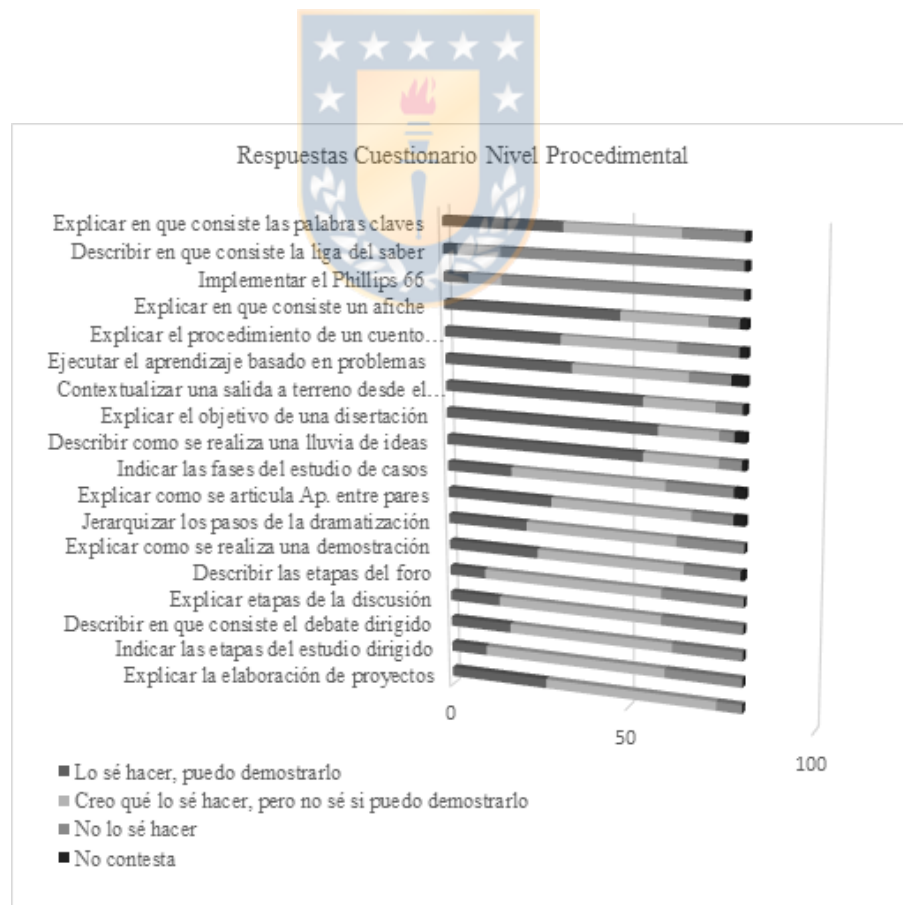 Respuestas Cuestionario Nivel Procedimental
Explicar en que consiste las palabras claves
Describir en que consiste la liga del saber
Implementar el Phillips 66
Explicar en que consiste un afiche
Explicar el procedimiento de un cuento…
Ejecutar el aprendizaje basado en problemas
Contextualizar una salida a terreno desde el…
Explicar el objetivo de una disertación
Describir como se realiza una lluvia de ideas
Indicar las fases del estudio de casos
Explicar como se articula Ap. entre pares
Jerarquizar los pasos de la dramatización
Explicar como se realiza una demostración
Describir las etapas del foro
Explicar etapas de la discusión
Describir en que consiste el debate dirigido
Indicar las etapas del estudio dirigido
Explicar la elaboración de proyectos
0
50
100
Lo sé hacer, puedo demostrarlo
Creo qué lo sé hacer, pero no sé si puedo demostrarlo
No lo sé hacer
No contesta